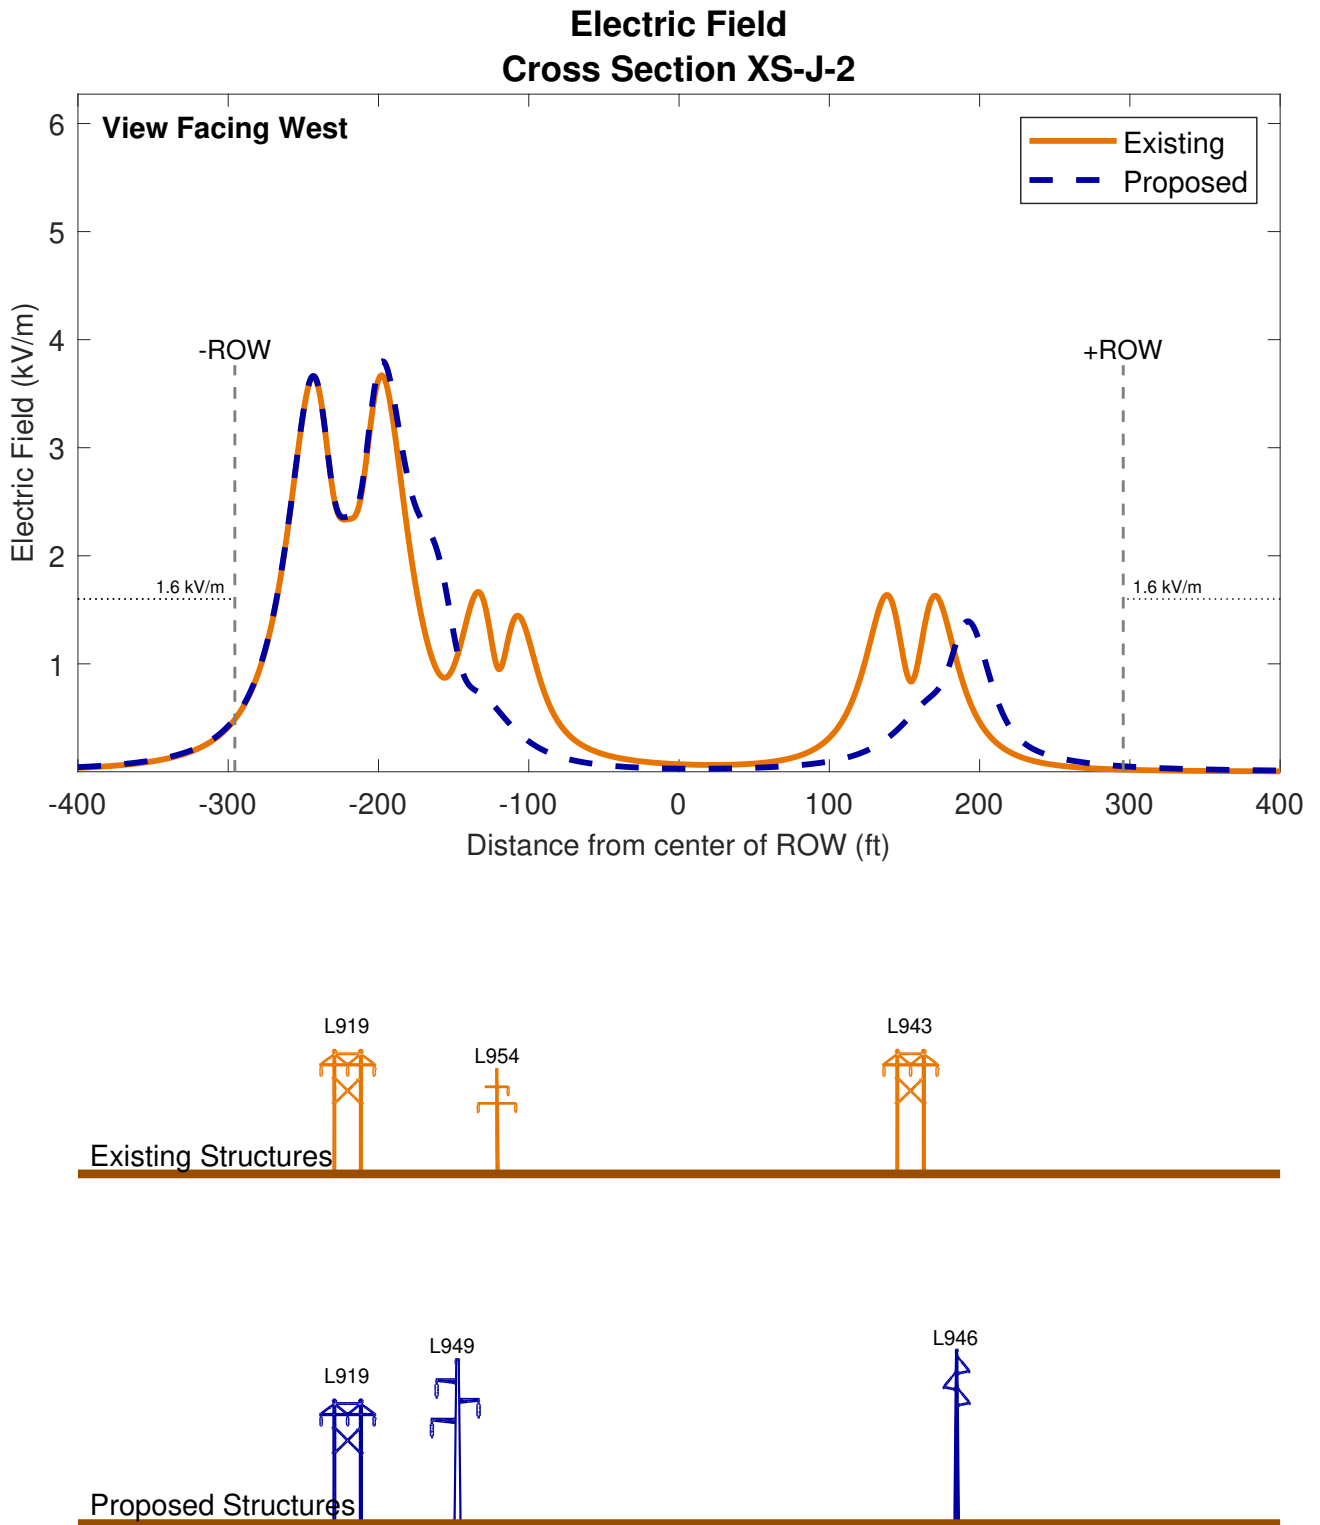 Electric Field
Cross Section XS-J-2
View Facing West
Existing
Proposed
6
5
4
3
2
1
Electric Field (kV/m)
-ROW
+ROW
1.6 kV/m
1.6 kV/m
-400 -300 -200 -100 0 100 200 300 400
Distance from center of ROW (ft)
L919
L954
L943
Existing Structures
L919
L949
L946
Proposed Structures